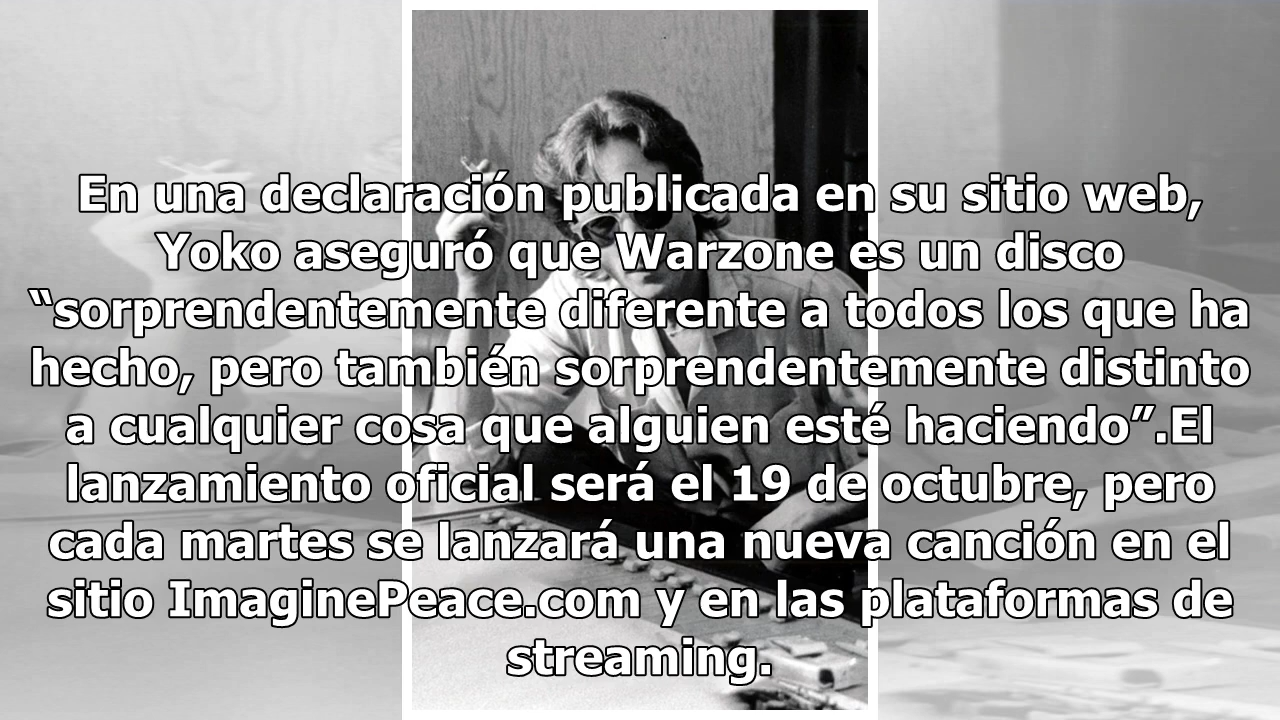 En una declaración publicada en su sitio web,
Yoko aseguró que Warzone es un disco
“sorprendentemente diferente a todos los que ha
hecho, pero también sorprendentemente distinto
a cualquier cosa que alguien esté haciendo”.El
lanzamiento oficial será el 19 de octubre, pero
cada martes se lanzará una nueva canción en el
sitio ImaginePeace.com y en las plataformas de
streaming.